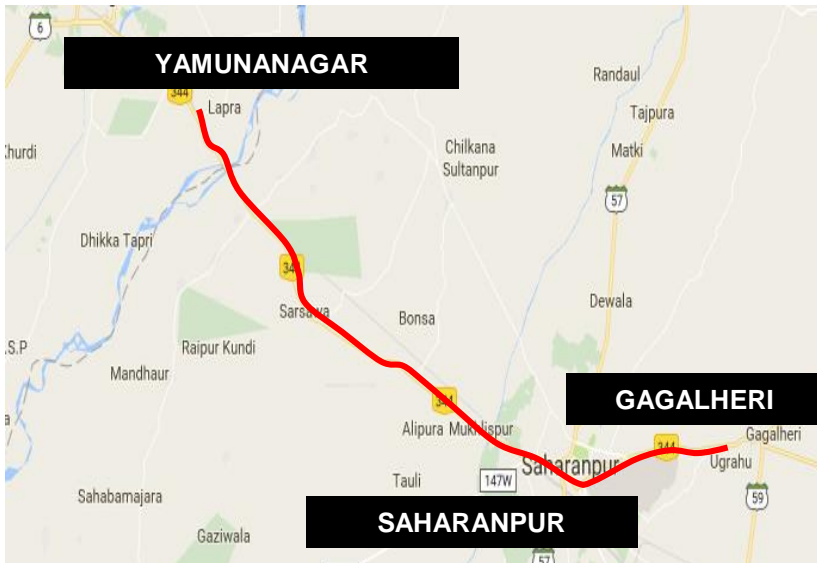 6
YAMUNANAGAR
344
Lapra
Randaul
Tajpura
Chilkana
Sultanpur
Matki
57
Dhikka Tapri
344
Sarsawa
Bonsa
Dewala
.S.P
Raipur Kundi
Mandhaur
344
GAGALHERI
Alipura Mukhlispur
Gagalheri
344
Ugrahu
Saharanpur
Tauli
147W
59
Sahabamajara
SAHARANPUR
Gaziwala
57